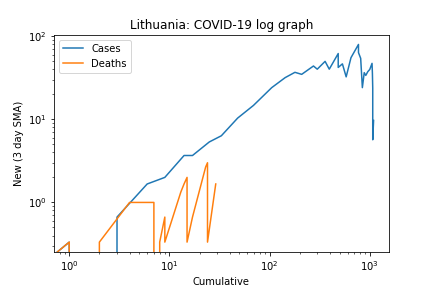 Lithuania: COVID-19 log graph
Cases
Deaths
10²
10¹
10⁰
New (3 day SMA)
10⁰ 10¹ 10² 10³
Cumulative